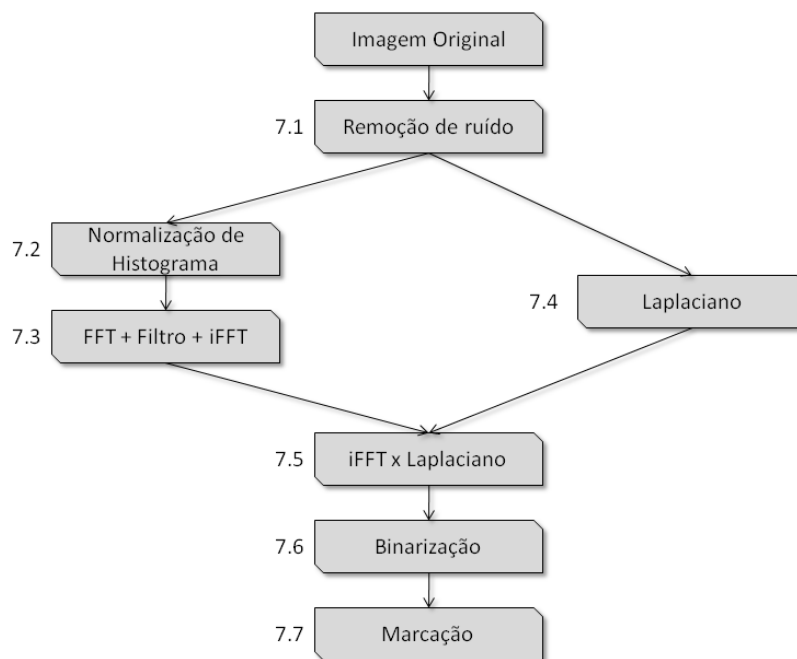 Imagem Original
7.1 Remoção de ruído
7.2 Normalização de
Histograma
7.3 FFT + Filtro + iFFT
7.4 Laplaciano
7.5 iFFT x Laplaciano
7.6 Binarização
7.7 Marcação